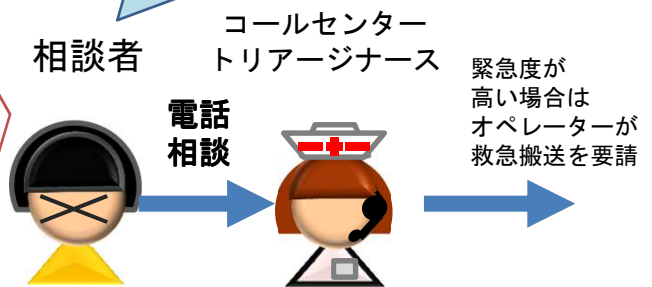 相談者
コールセンター
トリアージナース
電話
相談
緊急度が
高い場合は
オペレーターが
救急搬送を要請